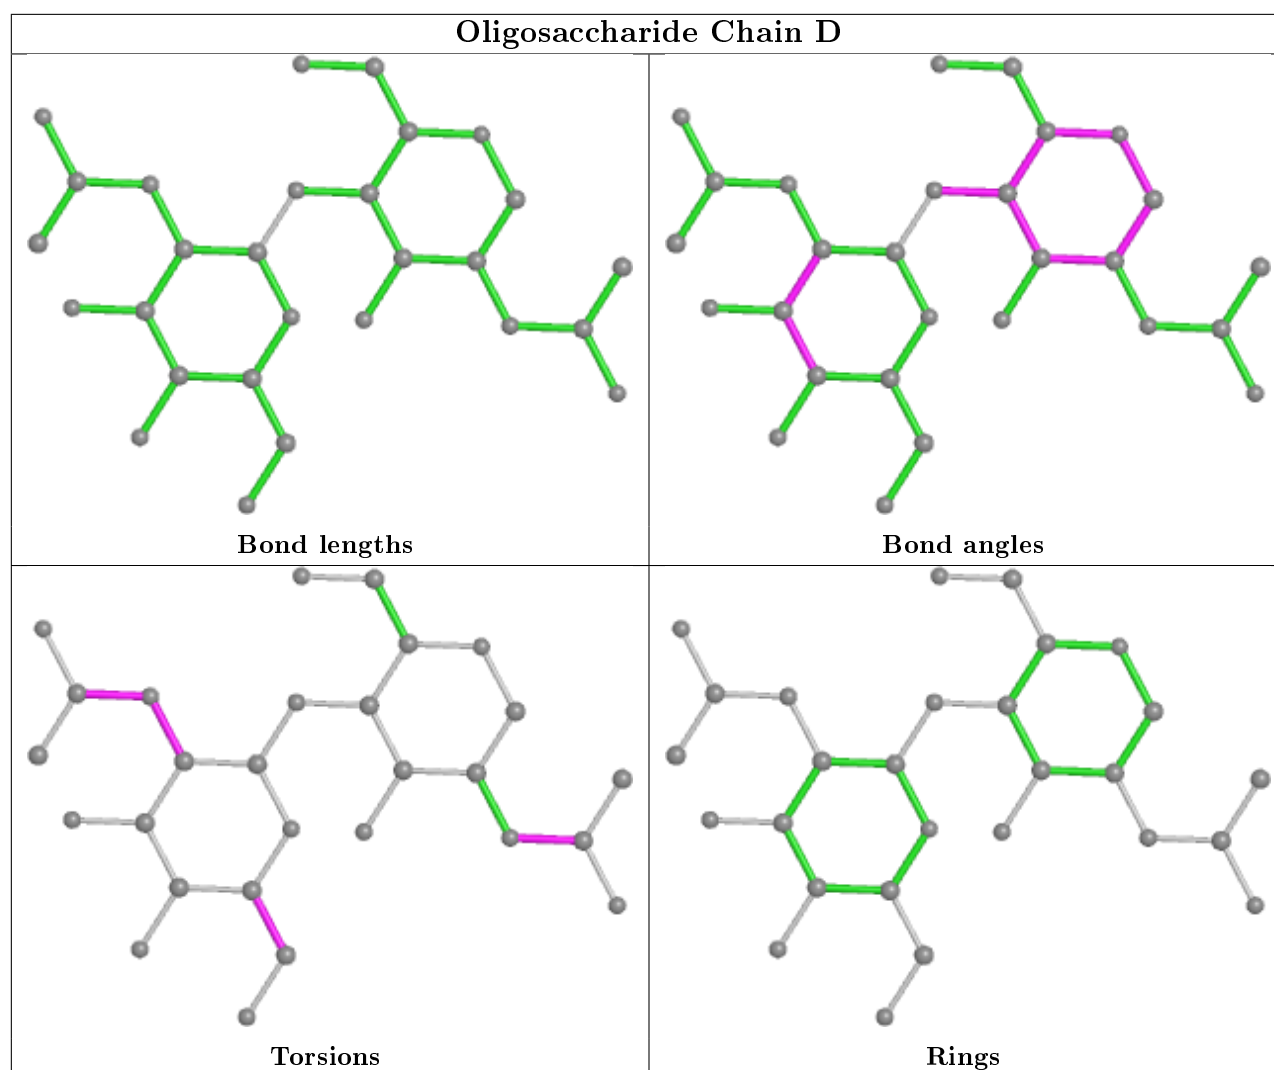 Oligosaccharide Chain D
Bond lengths
Bond angles
Torsions
Rings